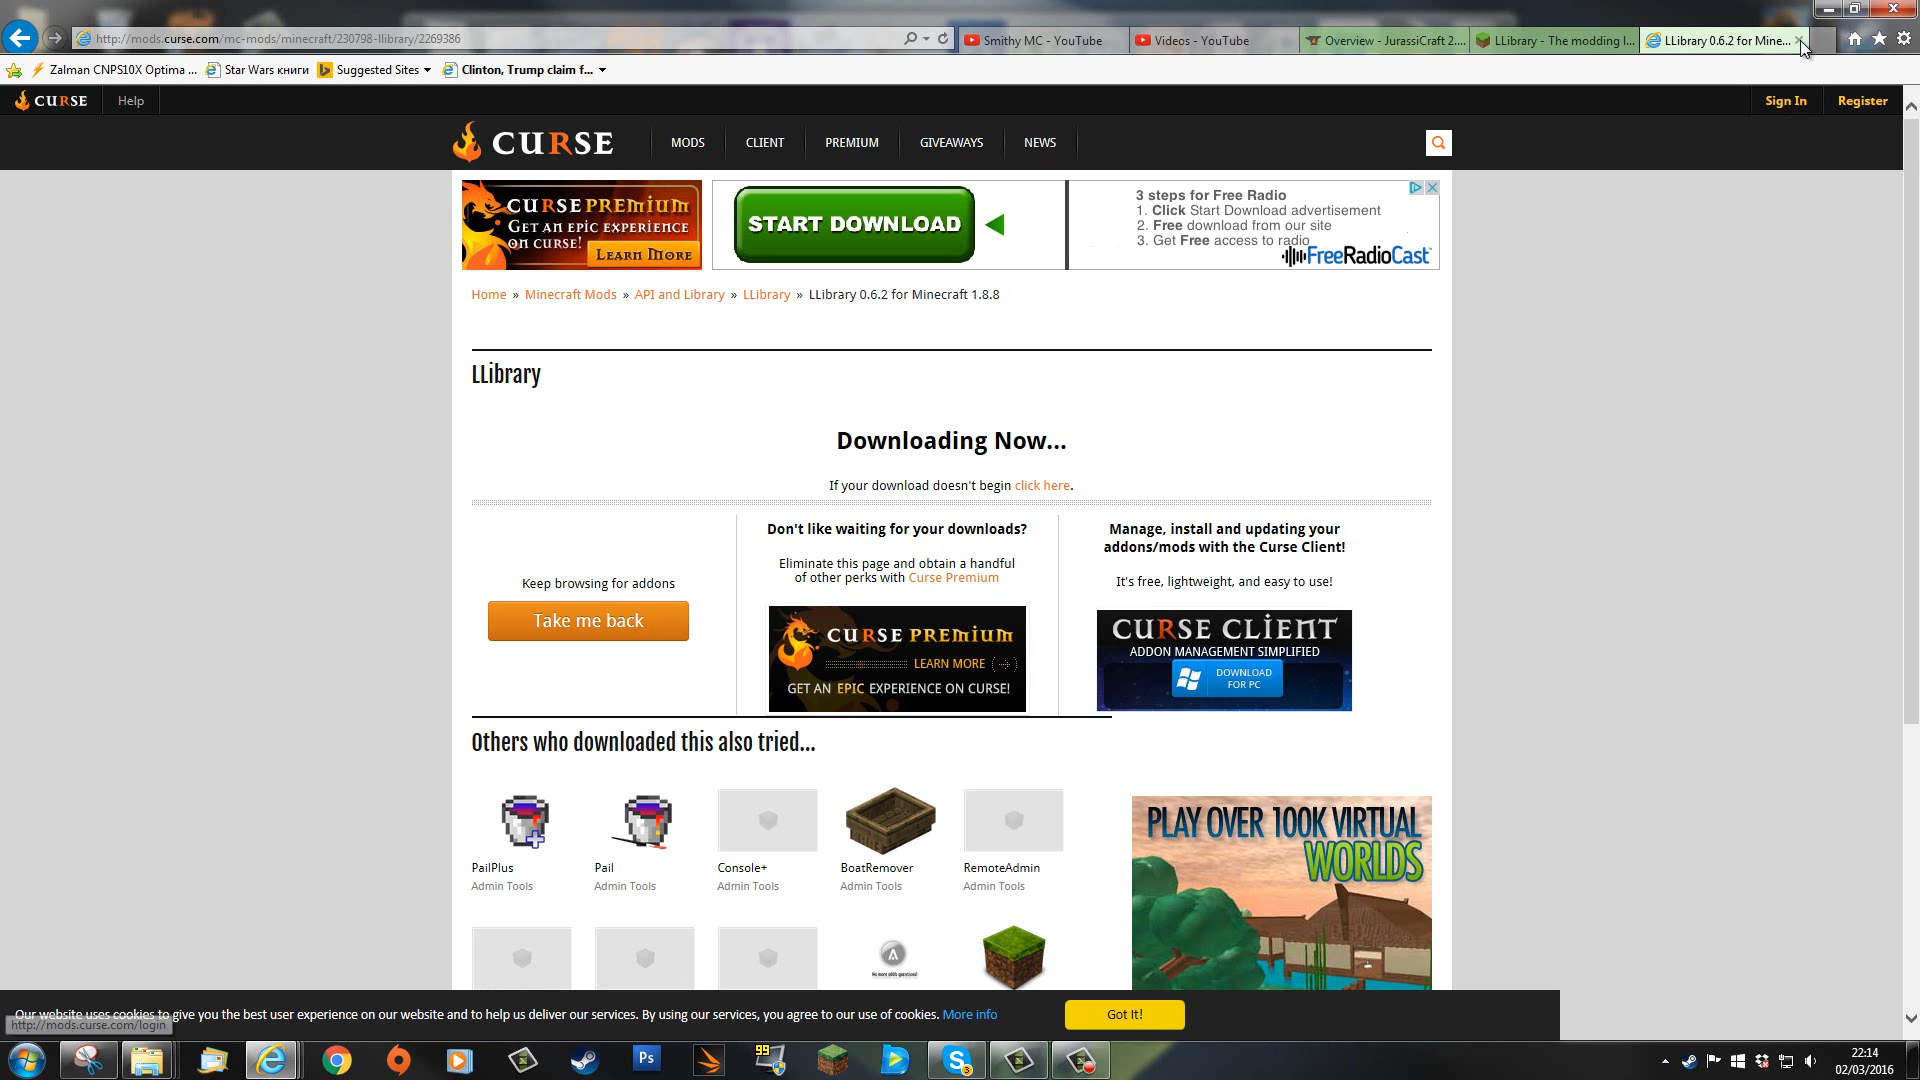 http://mods.curse.com/mc-mods/minecraft/230798-llibrary/2269386
Smithy MC - YouTube
Videos - YouTube
Overview - JurassiCraft 2....
LLibrary - The modding l...
LLibrary 0.6.2 for Mine...
Zalman CNPS10X Optima ...
Star Wars книги
Suggested Sites
Clinton, Trump claim f...
CURSE
Help
Sign In
Register
CURSE
MODS
CLIENT
PREMIUM
GIVEAWAYS
NEWS
CURSE PREMIUM
GET AN EPIC EXPERIENCE
ON CURSE!
LEARN MORE
START DOWNLOAD
3 steps for Free Radio
1. Click Start Download advertisement
2. Free download from our site
3. Get Free access to radio
FreeRadioCast
Home » Minecraft Mods » API and Library » LLibrary » LLibrary 0.6.2 for Minecraft 1.8.8
LLibrary
Downloading Now...
If your download doesn't begin click here.
Keep browsing for addons
Take me back
Don't like waiting for your downloads?
Eliminate this page and obtain a handful
of other perks with Curse Premium
CURSE PREMIUM
LEARN MORE
GET AN EPIC EXPERIENCE ON CURSE!
Manage, install and updating your
addons/mods with the Curse Client!
It's free, lightweight, and easy to use!
CURSE CLIENT
ADDON MANAGEMENT SIMPLIFIED
DOWNLOAD
FOR PC
Others who downloaded this also tried...
PailPlus
Admin Tools
Pail
Admin Tools
Console+
Admin Tools
BoatRemover
Admin Tools
RemoteAdmin
Admin Tools
PLAY OVER 100K VIRTUAL
WORLDS
Our website uses cookies to give you the best user experience on our website and to help us deliver our services. By using our services, you agree to our use of cookies. More info
Got It!
http://mods.curse.com/login
Ps
99
S
3
22:14
02/03/2016